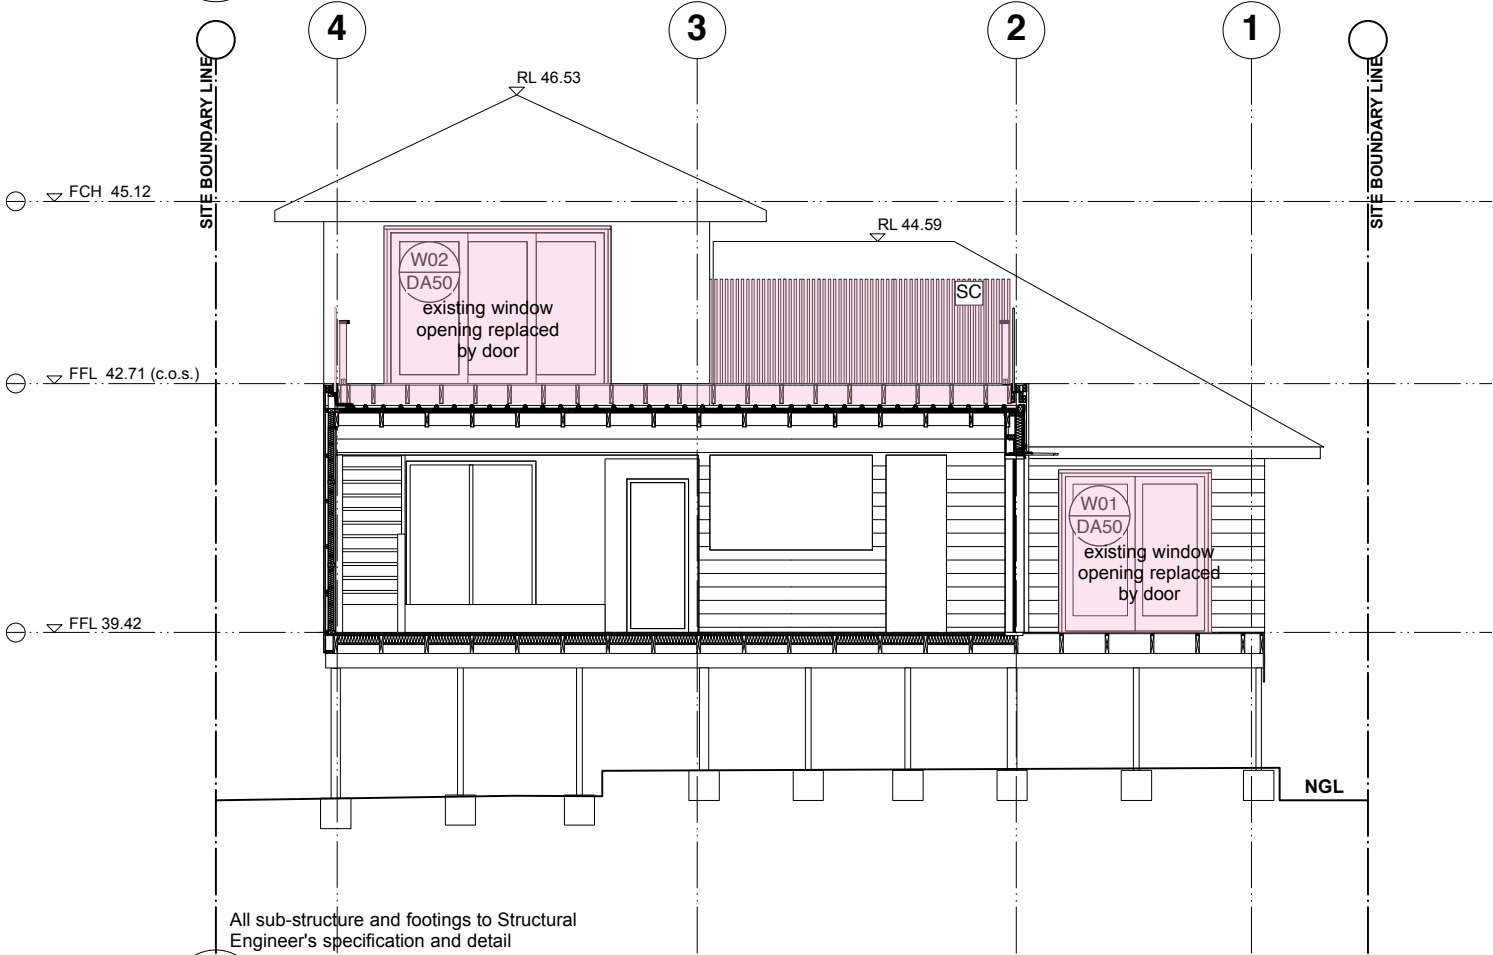 4
3
2
1
SITE BOUNDARY LINE
SITE BOUNDARY LINE
RL 46.53
FCH 45.12
RL 44.59
W02
DA50
existing window
opening replaced
by door
SC
FFL 42.71 (c.o.s.)
W01
DA50
existing window
opening replaced
by door
FFL 39.42
NGL
All sub-structure and footings to Structural
Engineer's specification and detail